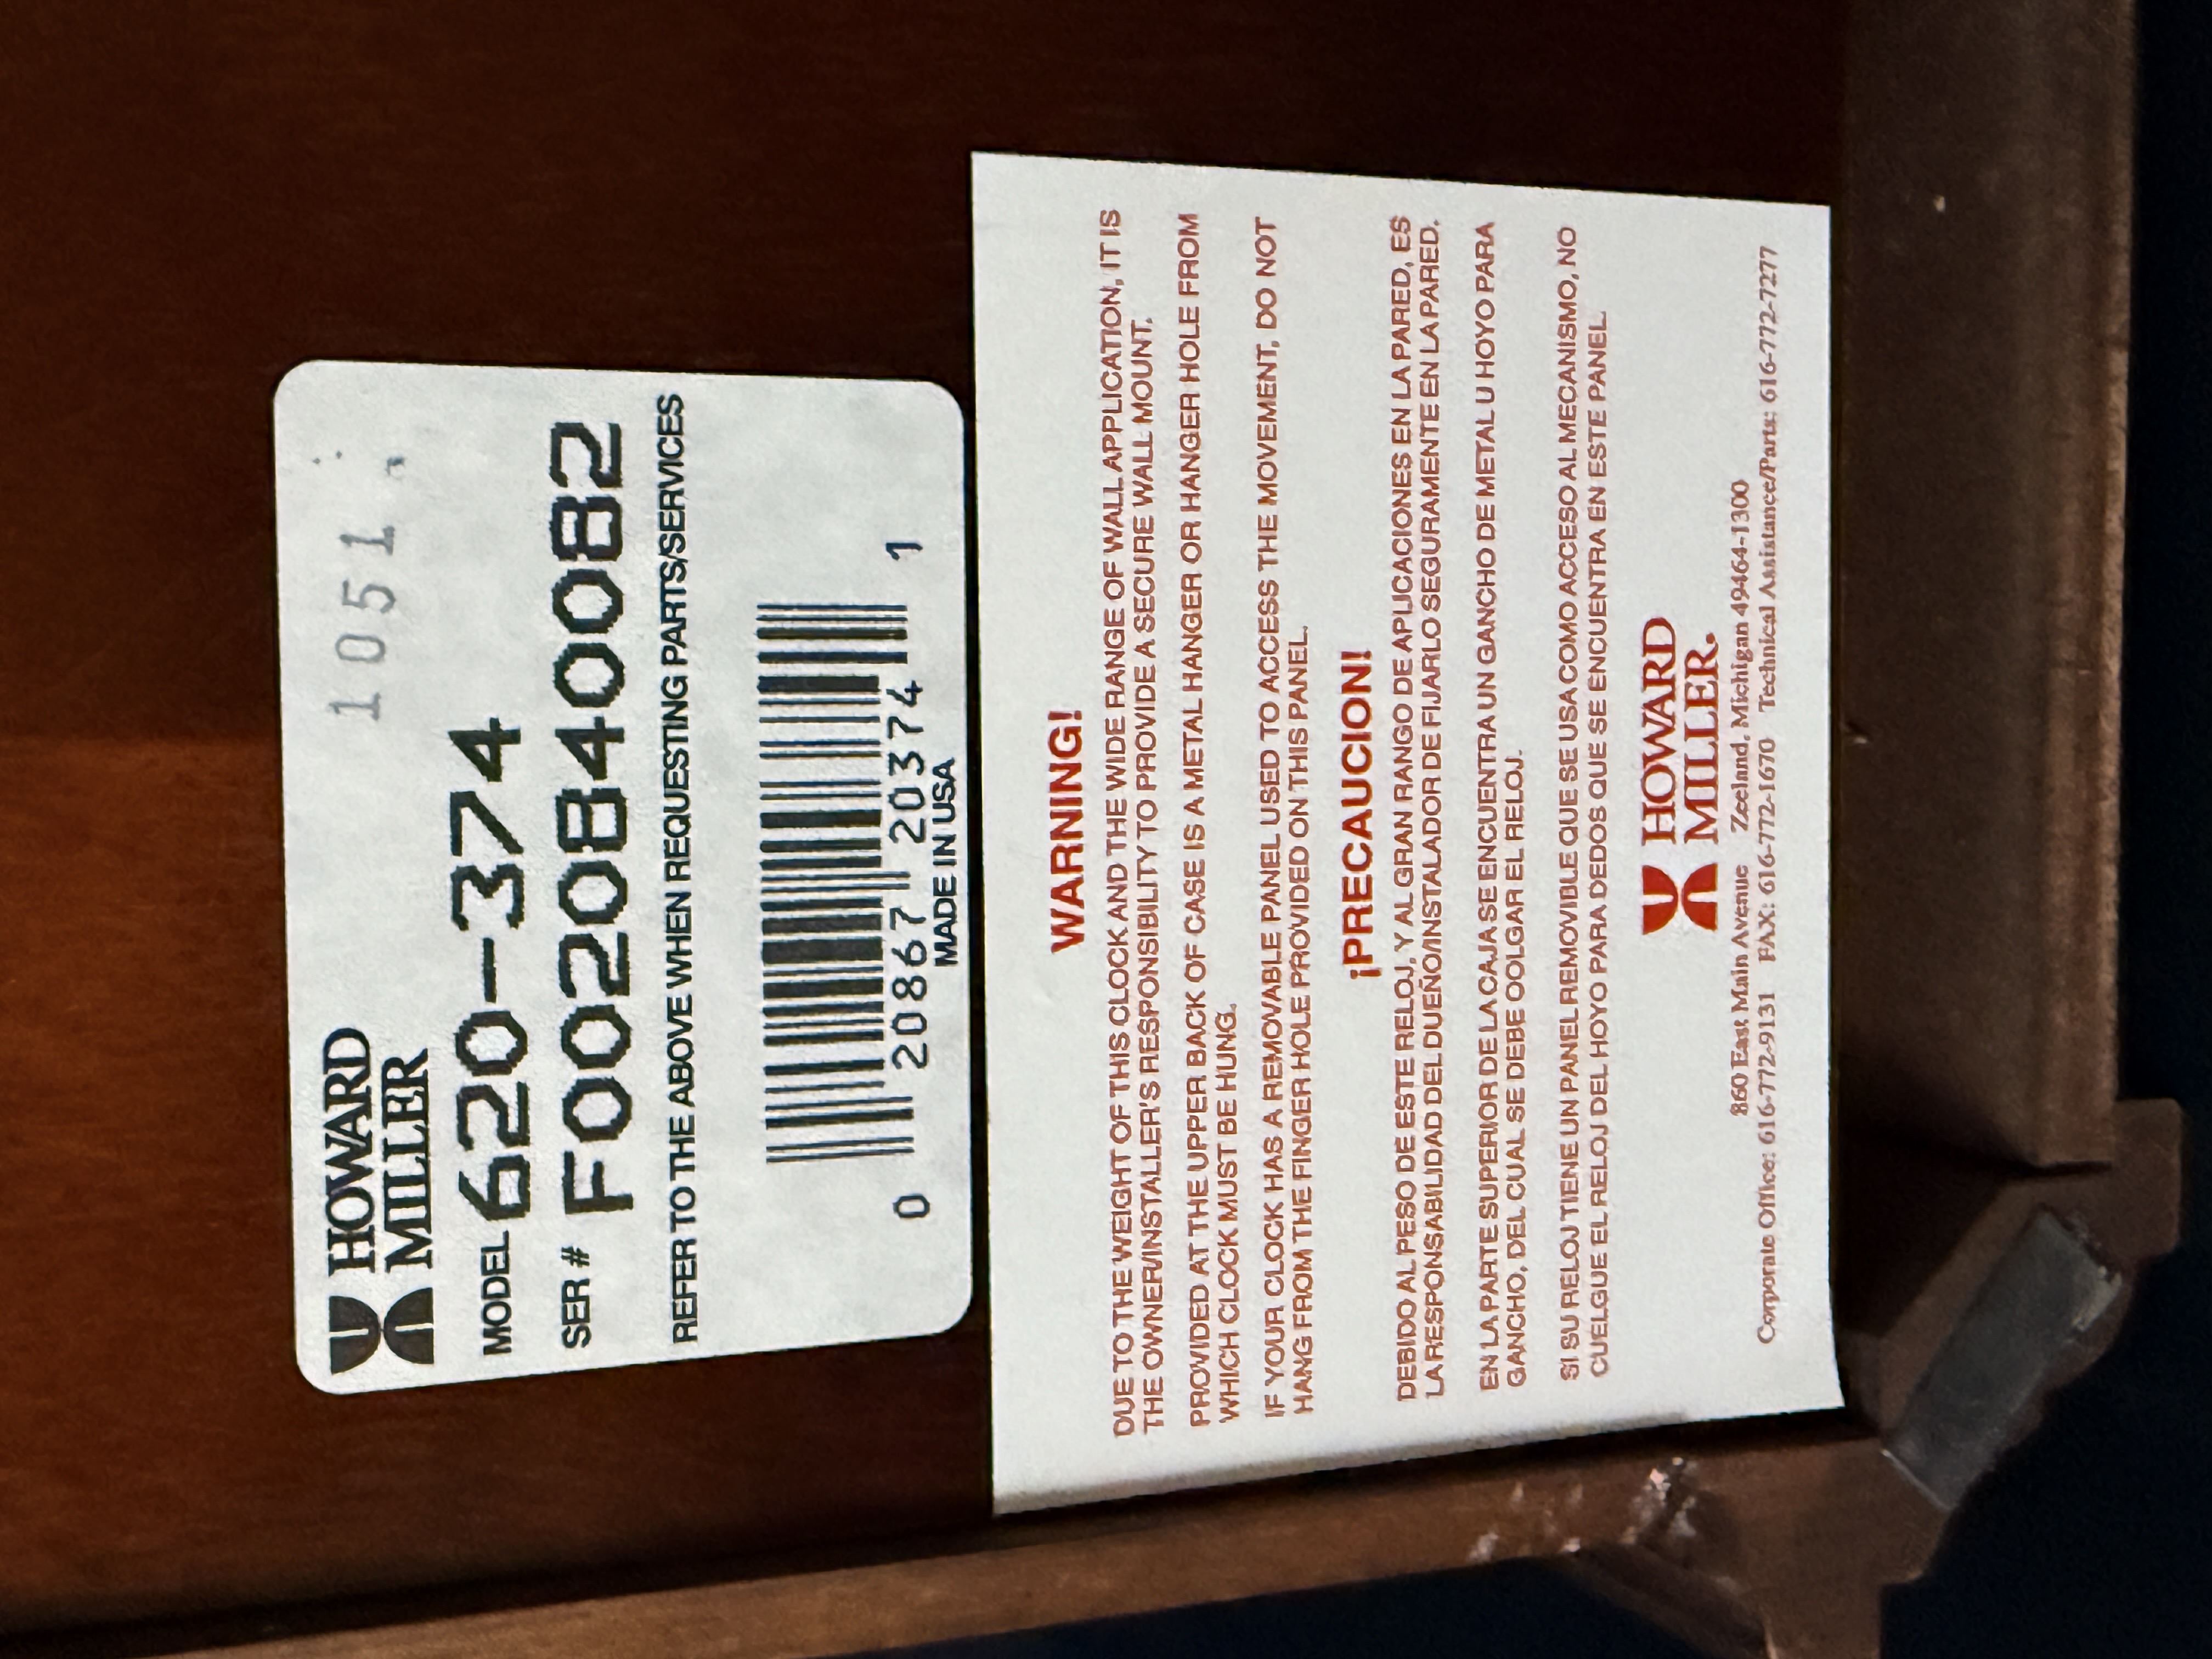 HOWARD
MILLER
1051
MODEL 620-374
SER # F0020840082
REFER TO THE ABOVE WHEN REQUESTING PARTS/SERVICES
0 20867 20374 1
MADE IN USA
WARNING!
DUE TO THE WEIGHT OF THIS CLOCK AND THE WIDE RANGE OF WALL APPLICATION, IT IS
THE OWNER/INSTALLER'S RESPONSIBILITY TO PROVIDE A SECURE WALL MOUNT.
PROVIDED AT THE UPPER BACK OF CASE IS A METAL HANGER OR HANGER HOLE FROM
WHICH CLOCK MUST BE HUNG.
IF YOUR CLOCK HAS A REMOVABLE PANEL USED TO ACCESS THE MOVEMENT, DO NOT
HANG FROM THE FINGER HOLE PROVIDED ON THIS PANEL.
¡PRECAUCION!
DEBIDO AL PESO DE ESTE RELOJ, Y AL GRAN RANGO DE APLICACIONES EN LA PARED, ES
LA RESPONSABILIDAD DEL DUEÑO/INSTALADOR DE FIJARLO SEGURAMENTE EN LA PARED.
EN LA PARTE SUPERIOR DE LA CAJA SE ENCUENTRA UN GANCHO DE METAL U HOYO PARA
GANCHO, DEL CUAL SE DEBE COLGAR EL RELOJ.
SI SU RELOJ TIENE UN PANEL REMOVIBLE QUE SE USA COMO ACCESO AL MECANISMO, NO
CUELGUE EL RELOJ DEL HOYO PARA DEDOS QUE SE ENCUENTRA EN ESTE PANEL.
HOWARD
MILLER®
860 East Main Avenue Zeeland, Michigan 49464-1300
Corporate Office: 616-772-9131 FAX: 616-772-1670 Technical Assistance/Parts: 616-772-7277